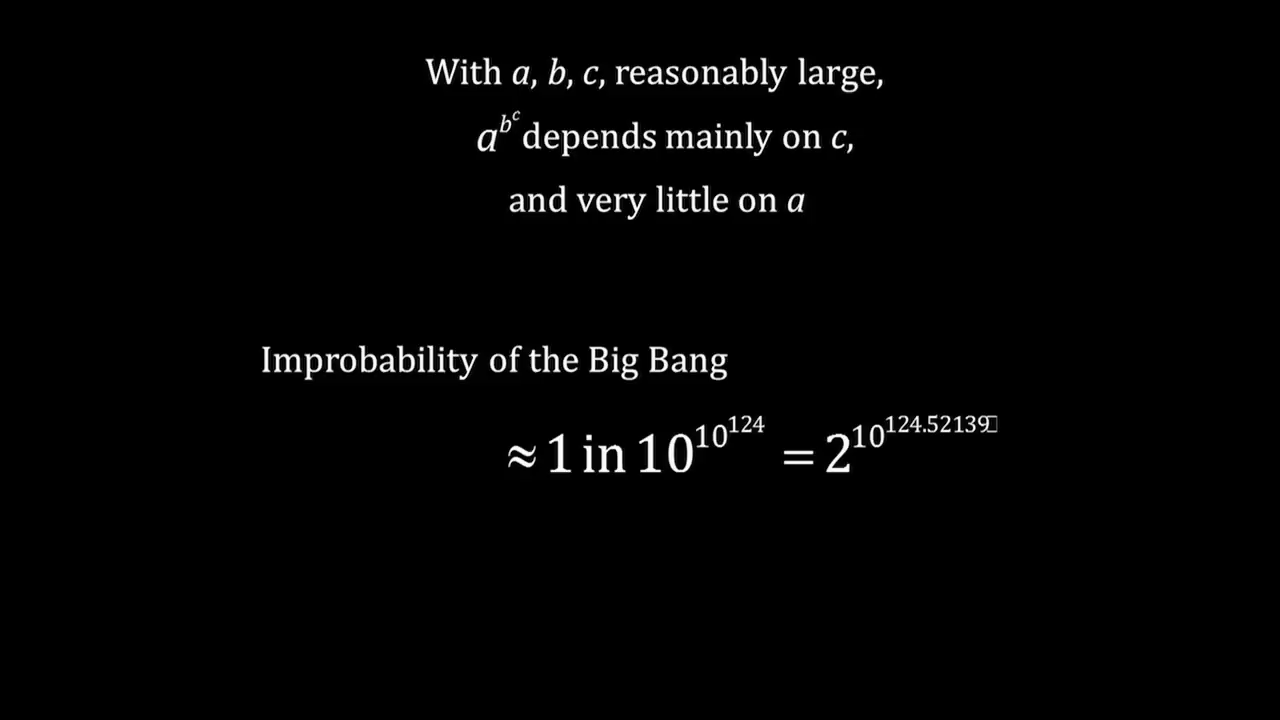 With a, b, c, reasonably large,
a^{b^c} depends mainly on c,
and very little on a
Improbability of the Big Bang
≈ 1 in 10^{10^{124}} = 2^{10^{124.52139□}}